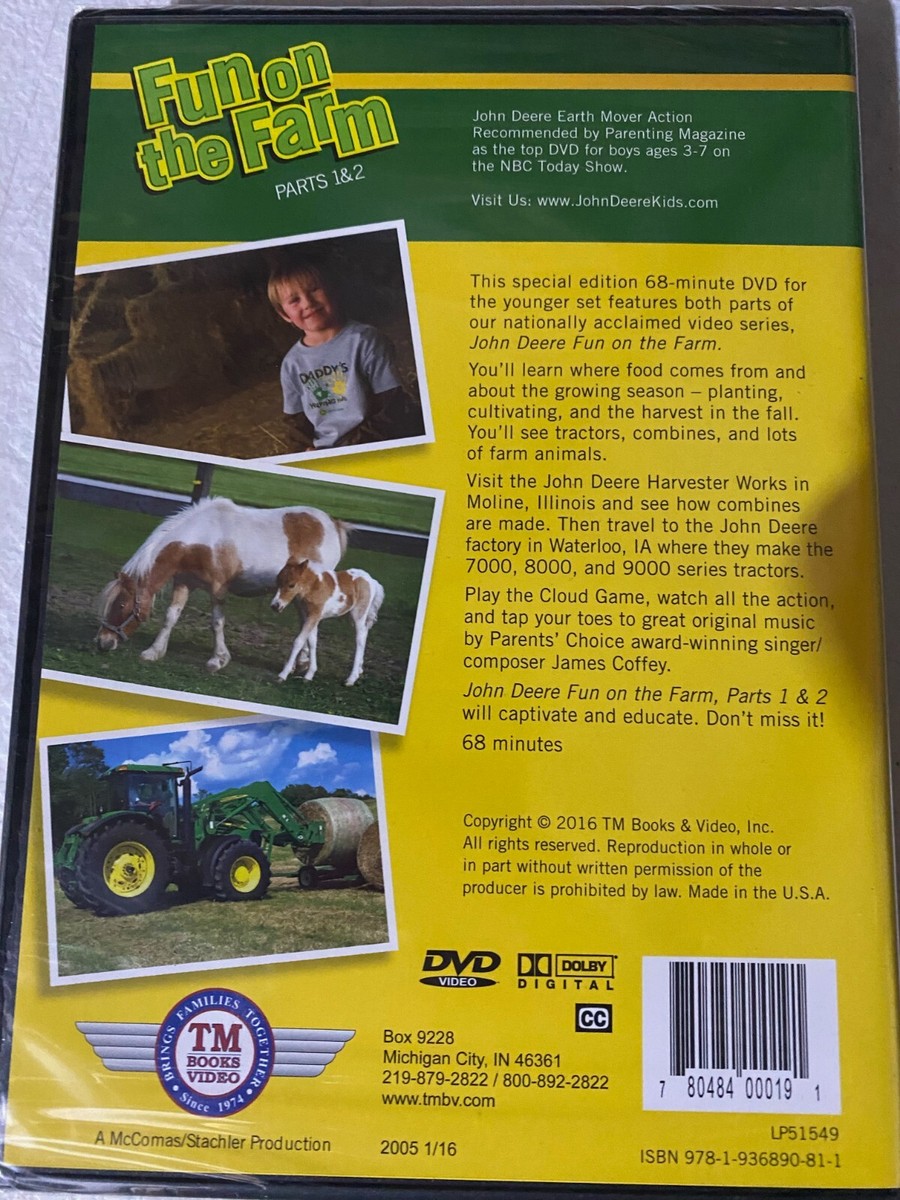 Fun on
the Farm
PARTS 1&2
John Deere Earth Mover Action
Recommended by Parenting Magazine
as the top DVD for boys ages 3-7 on
the NBC Today Show.
Visit Us: www.JohnDeereKids.com
This special edition 68-minute DVD for
the younger set features both parts of
our nationally acclaimed video series,
John Deere Fun on the Farm.
You'll learn where food comes from and
about the growing season – planting,
cultivating, and the harvest in the fall.
You'll see tractors, combines, and lots
of farm animals.
Visit the John Deere Harvester Works in
Moline, Illinois and see how combines
are made. Then travel to the John Deere
factory in Waterloo, IA where they make the
7000, 8000, and 9000 series tractors.
Play the Cloud Game, watch all the action,
and tap your toes to great original music
by Parents' Choice award-winning singer/
composer James Coffey.
John Deere Fun on the Farm, Parts 1 & 2
will captivate and educate. Don't miss it!
68 minutes
DADDY'S
Copyright © 2016 TM Books & Video, Inc.
All rights reserved. Reproduction in whole or
in part without written permission of the
producer is prohibited by law. Made in the U.S.A.
DVD
VIDEO
DOLBY
DIGITAL
CC
BRINGS FAMILIES TOGETHER
TM
BOOKS
VIDEO
Since 1974
Box 9228
Michigan City, IN 46361
219-879-2822 / 800-892-2822
www.tmbv.com
7 80484 00019 1
A McComas/Stachler Production
2005 1/16
LP51549
ISBN 978-1-936890-81-1